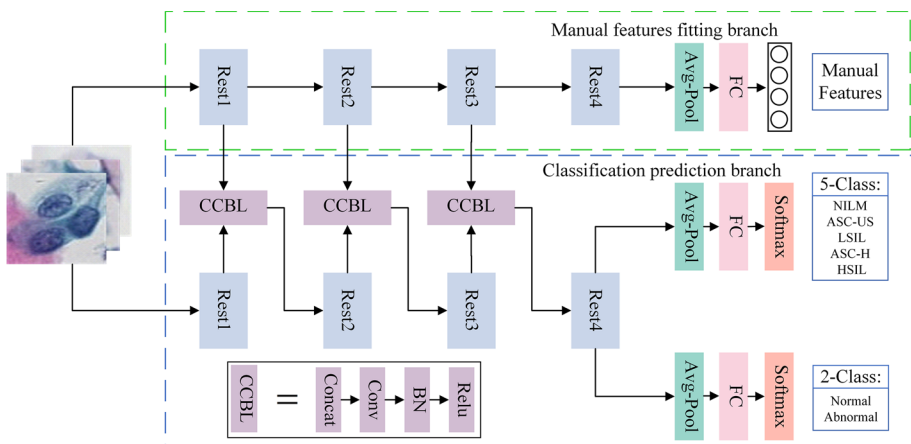 Manual features fitting branch
Rest1
Rest2
Rest3
Rest4
Avg-Pool
FC
Manual
Features
Classification prediction branch
CCBL
CCBL
CCBL
Avg-Pool
FC
Softmax
5-Class:
NILM
ASC-US
LSIL
ASC-H
HSIL
Rest1
Rest2
Rest3
Rest4
CCBL
=
Concat
Conv
BN
Relu
Avg-Pool
FC
Softmax
2-Class:
Normal
Abnormal